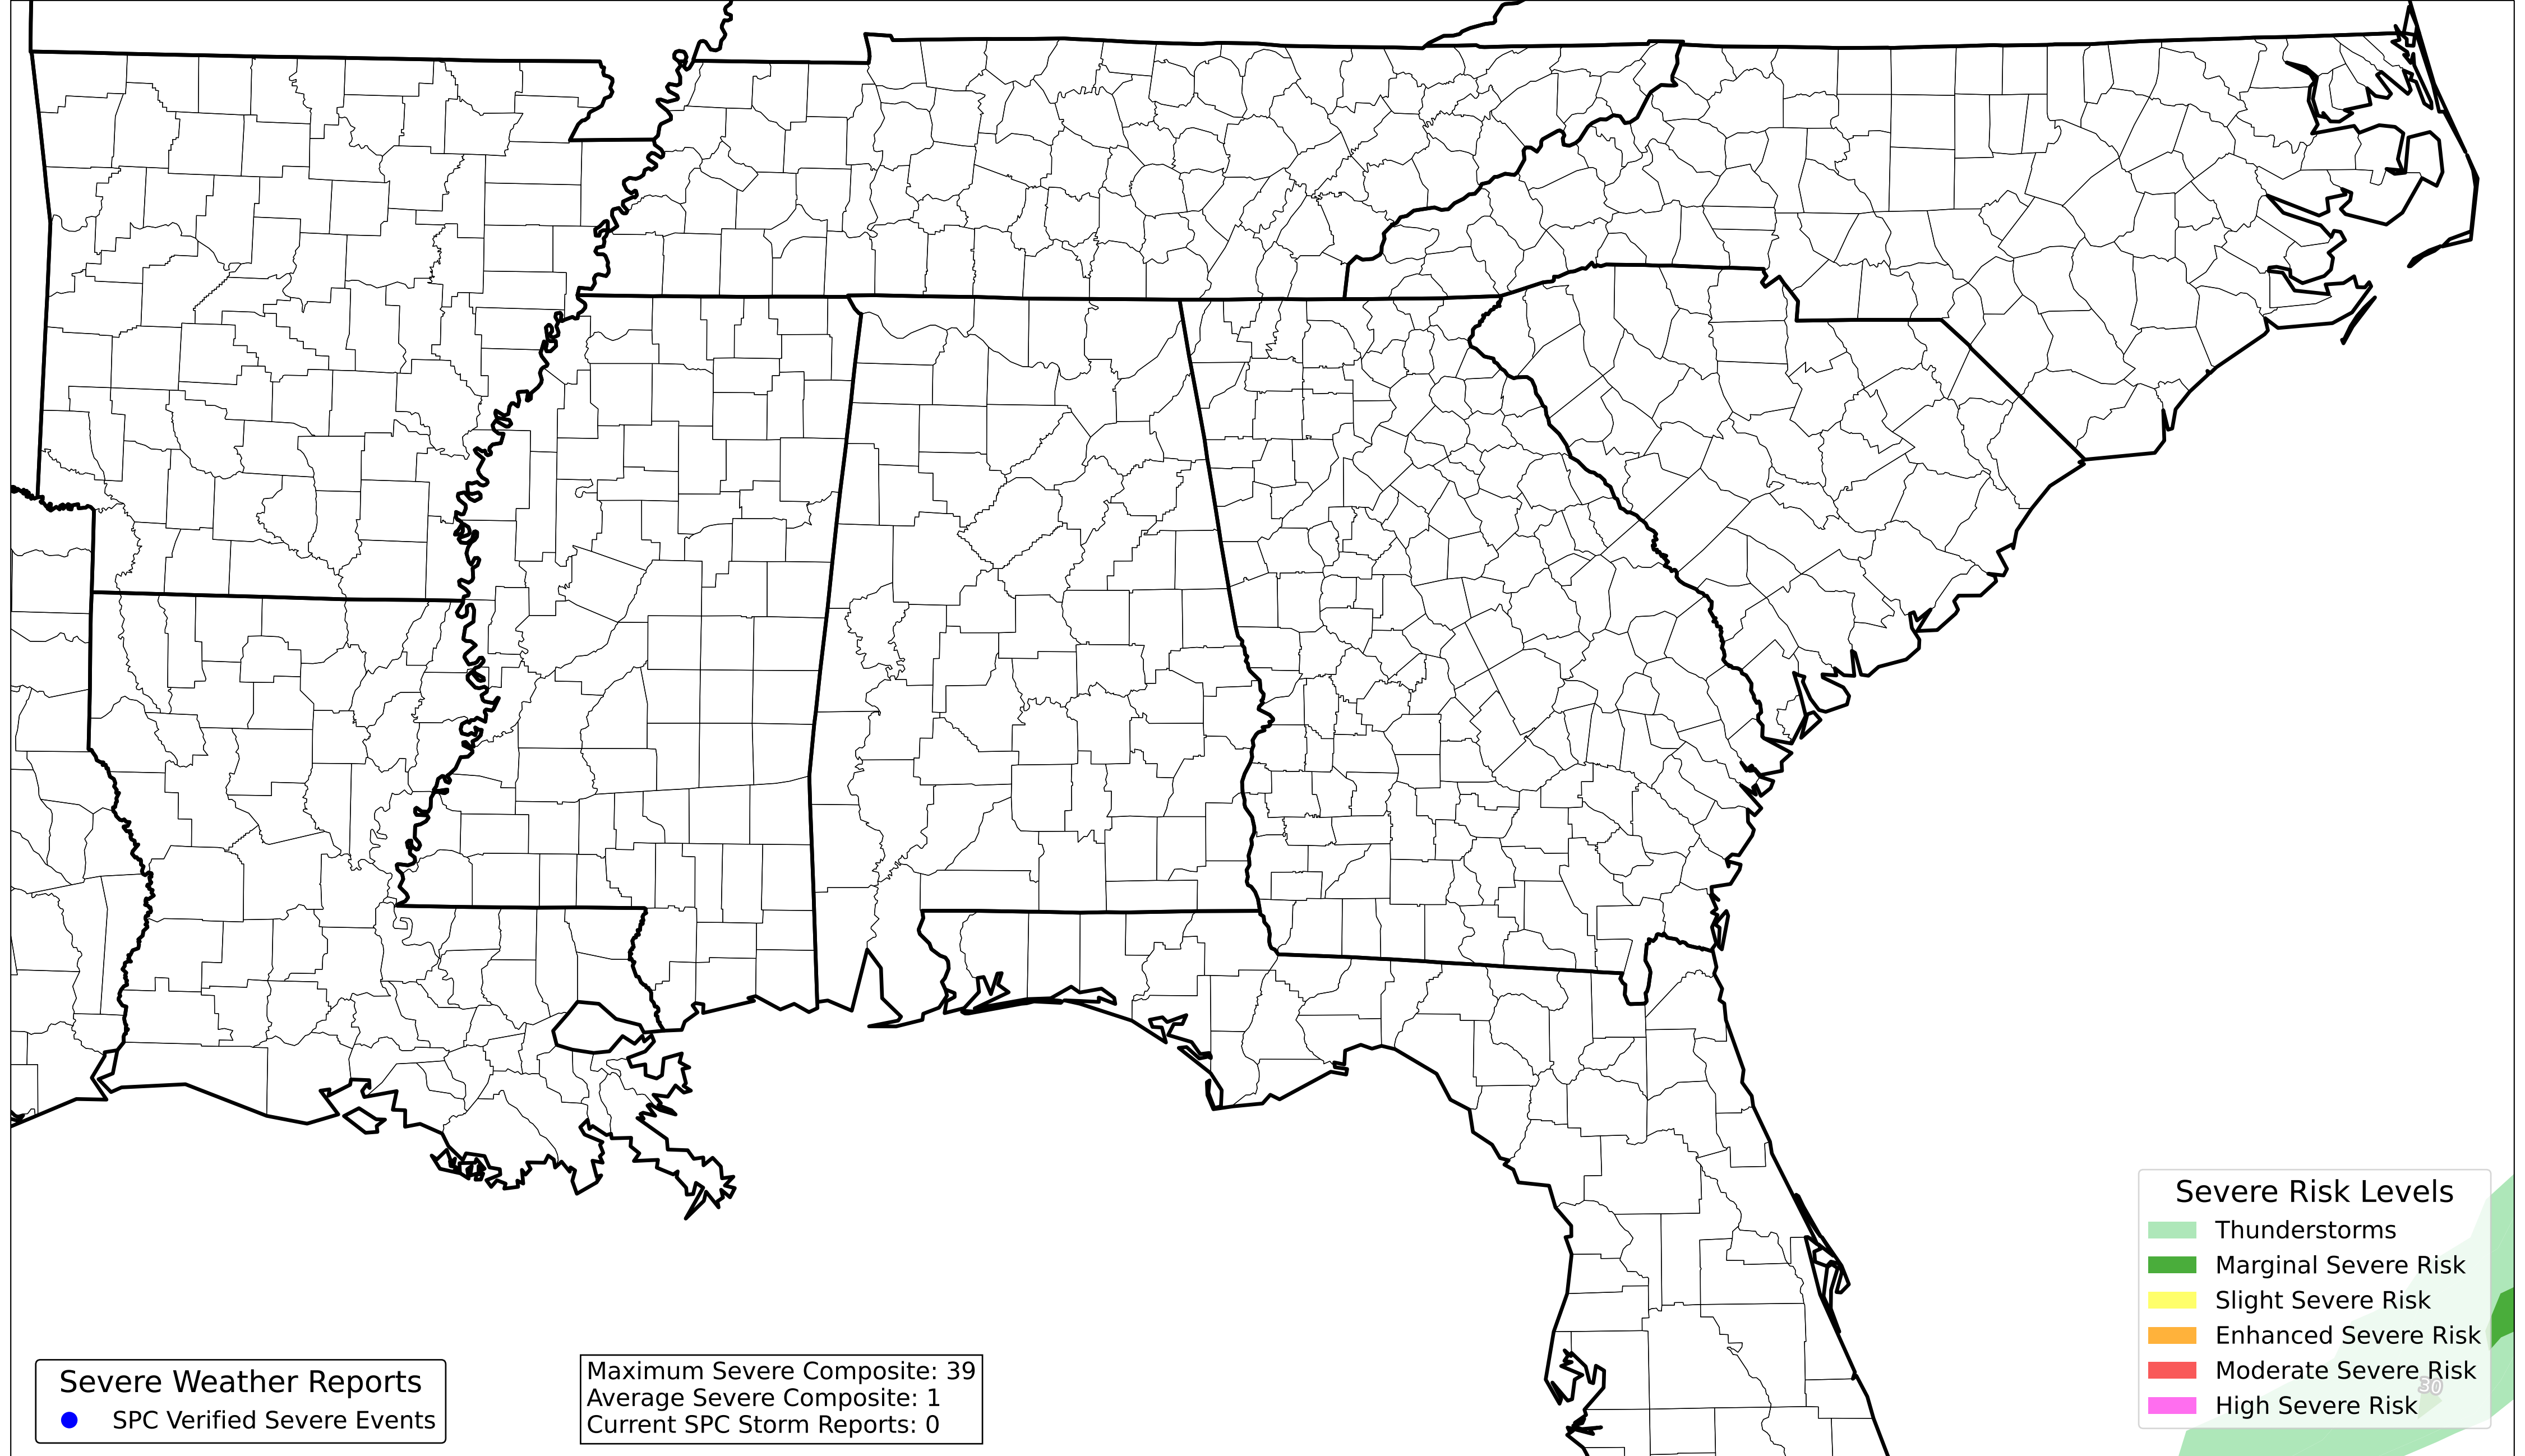 Severe Risk Levels
Thunderstorms
Marginal Severe Risk
Slight Severe Risk
Enhanced Severe Risk
Moderate Severe Risk
30
High Severe Risk
Severe Weather Reports
SPC Verified Severe Events
Maximum Severe Composite: 39
Average Severe Composite: 1
Current SPC Storm Reports: 0